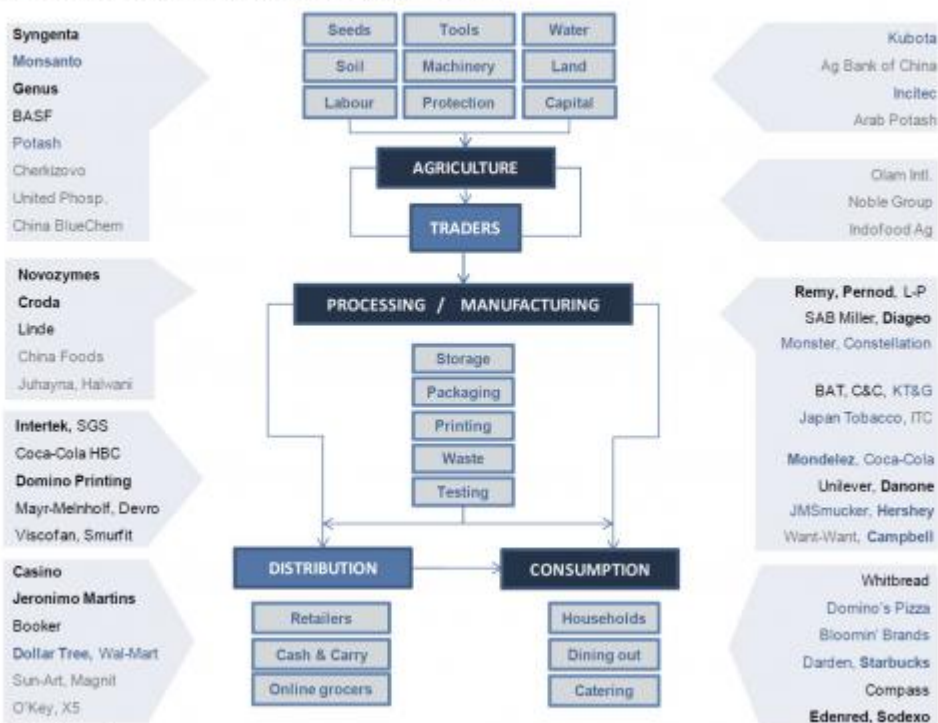 Syngenta
Monsanto
Genus
BASF
Potash
Cherkizovo
United Phosp.
China BlueChem
Seeds
Tools
Water
Soil
Machinery
Land
Labour
Protection
Capital
Kubota
Ag Bank of China
Incitec
Arab Potash
AGRICULTURE
TRADERS
Olam Intl.
Noble Group
Indofood Ag
Novozymes
Croda
Linde
China Foods
Juhayna, Halwani
PROCESSING / MANUFACTURING
Storage
Packaging
Printing
Waste
Testing
Remy, Pernod, L-P
SAB Miller, Diageo
Monster, Constellation
BAT, C&C, KT&G
Japan Tobacco, ITC
Mondelez, Coca-Cola
Unilever, Danone
JMSmucker, Hershey
Want-Want, Campbell
Intertek, SGS
Coca-Cola HBC
Domino Printing
Mayr-Melnholf, Devro
Viscofan, Smurfit
DISTRIBUTION
CONSUMPTION
Casino
Jeronimo Martins
Booker
Dollar Tree, Wal-Mart
Sun-Art, Magnit
O'Key, X5
Retailers
Cash & Carry
Online grocers
Households
Dining out
Catering
Whitbread
Domino's Pizza
Bloomin' Brands
Darden, Starbucks
Compass
Edenred, Sodexo